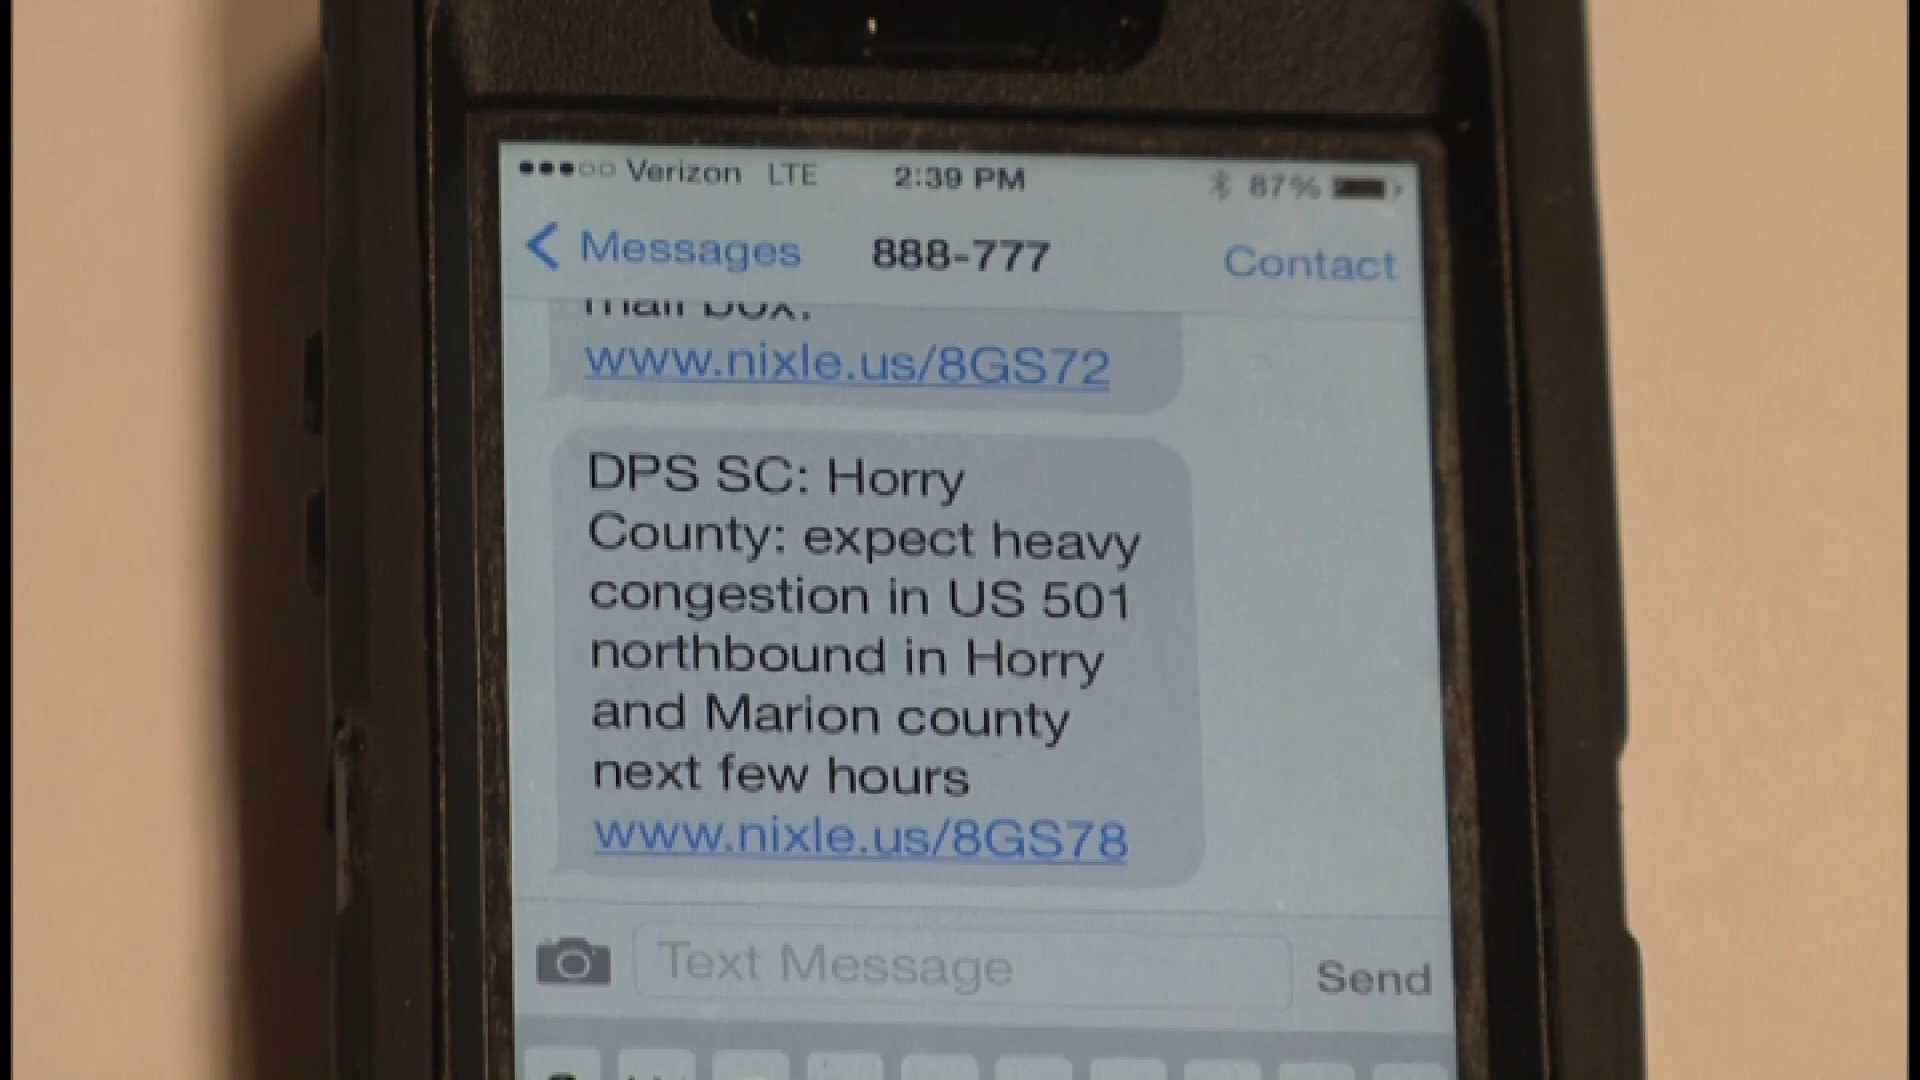 Verizon LTE 2:39 PM 87%
Messages 888-777 Contact
mail box.
www.nixle.us/8GS72
DPS SC: Horry
County: expect heavy
congestion in US 501
northbound in Horry
and Marion county
next few hours
www.nixle.us/8GS78
Text Message Send